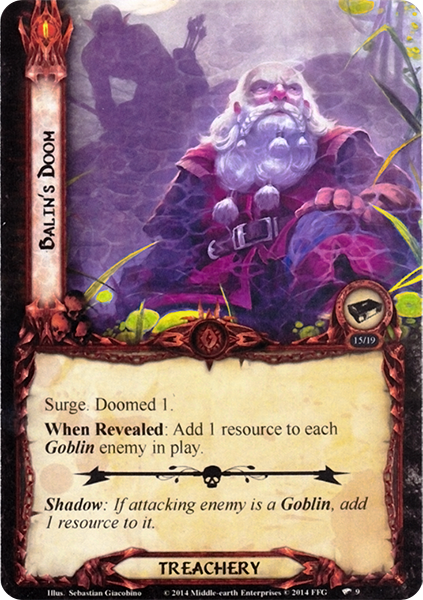 BALIN'S DOOM
15/19
Surge. Doomed 1.
When Revealed: Add 1 resource to each
Goblin enemy in play.
Shadow: If attacking enemy is a Goblin, add
1 resource to it.
TREACHERY
Illus. Sebastian Giacobino
© 2014 Middle-earth Enterprises © 2014 FFG
9